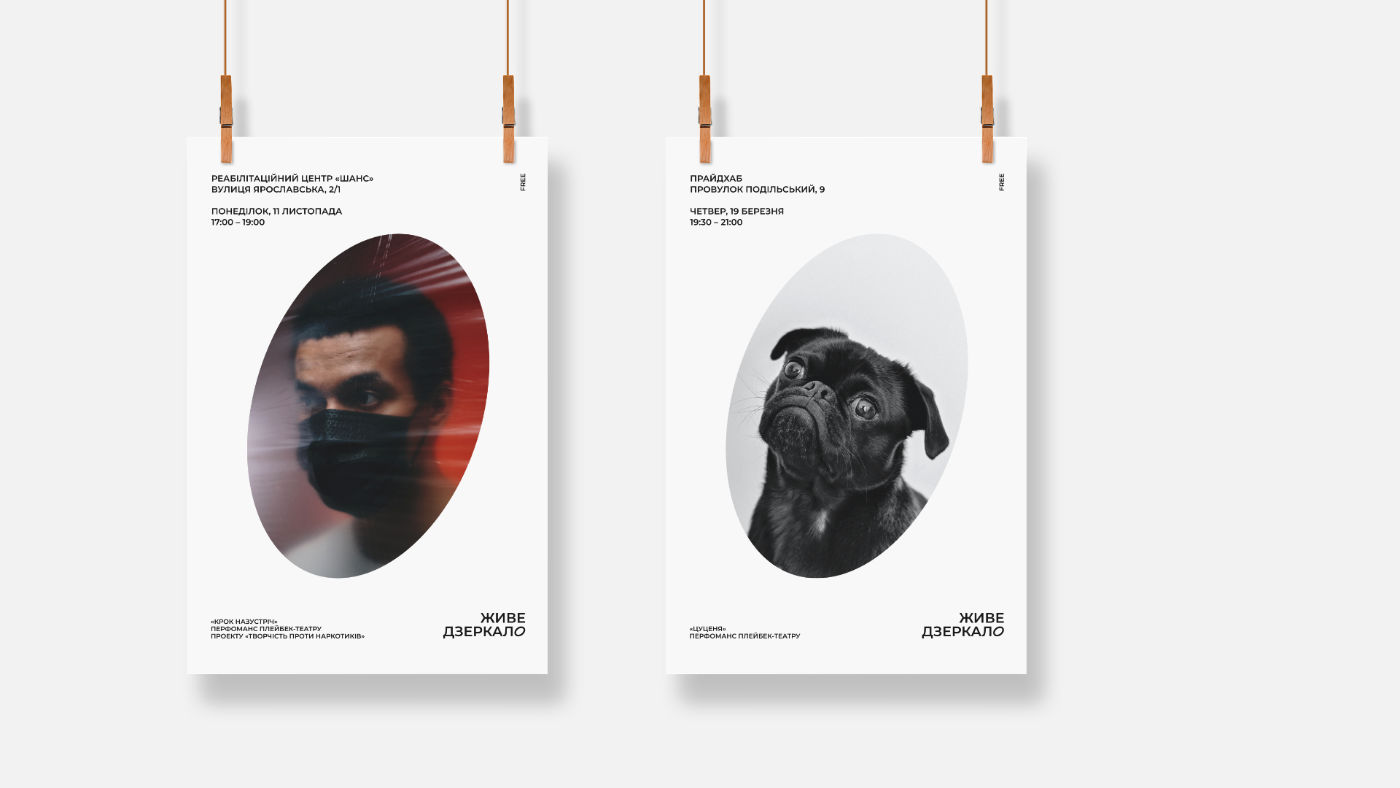 РЕАБІЛІТАЦІЙНИЙ ЦЕНТР «ШАНС»
ВУЛИЦЯ ЯРОСЛАВСЬКА, 2/1
ПОНЕДІЛОК, 11 ЛИСТОПАДА
17:00 – 19:00
FREE
«КРОК НАЗУСТРІЧ»
ПЕРФОМАНС ПЛЕЙБЕК-ТЕАТРУ
ПРОЕКТУ «ТВОРЧІСТЬ ПРОТИ НАРКОТИКІВ»
ЖИВЕ
ДЗЕРКАЛО
ПРАЙДХАБ
ПРОВУЛОК ПОДІЛЬСЬКИЙ, 9
ЧЕТВЕР, 19 БЕРЕЗНЯ
19:30 – 21:00
FREE
«ЦУЦЕНЯ»
ПЕРФОМАНС ПЛЕЙБЕК-ТЕАТРУ
ЖИВЕ
ДЗЕРКАЛО